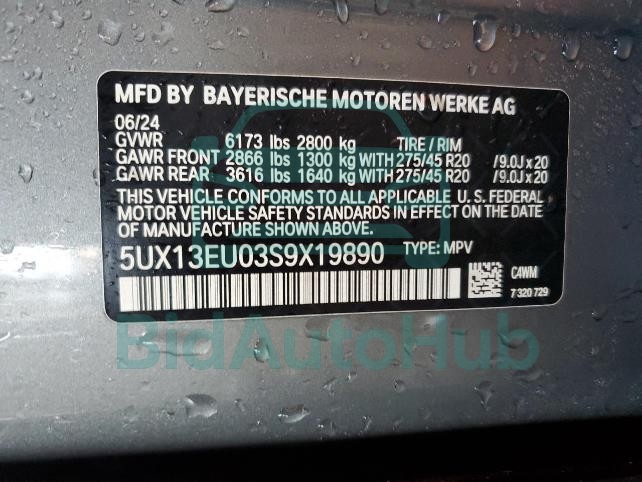 MFD BY BAYERISCHE MOTOREN WERKE AG
06/24
GVWR 6173 lbs 2800 kg TIRE / RIM
GAWR FRONT 2866 lbs 1300 kg WITH 275/45 R20 /9.0J x 20
GAWR REAR: 3616 lbs 1640 kg WITH 275/45 R20 /9.0J x 20
THIS VEHICLE CONFORMS TO ALL APPLICABLE U. S. FEDERAL
MOTOR VEHICLE SAFETY STANDARDS IN EFFECT ON THE DATE
OF MANUFACTURE SHOWN ABOVE.
5UX13EU03S9X19890 TYPE: MPV
C4WM
7 320 729
BidAutoHub